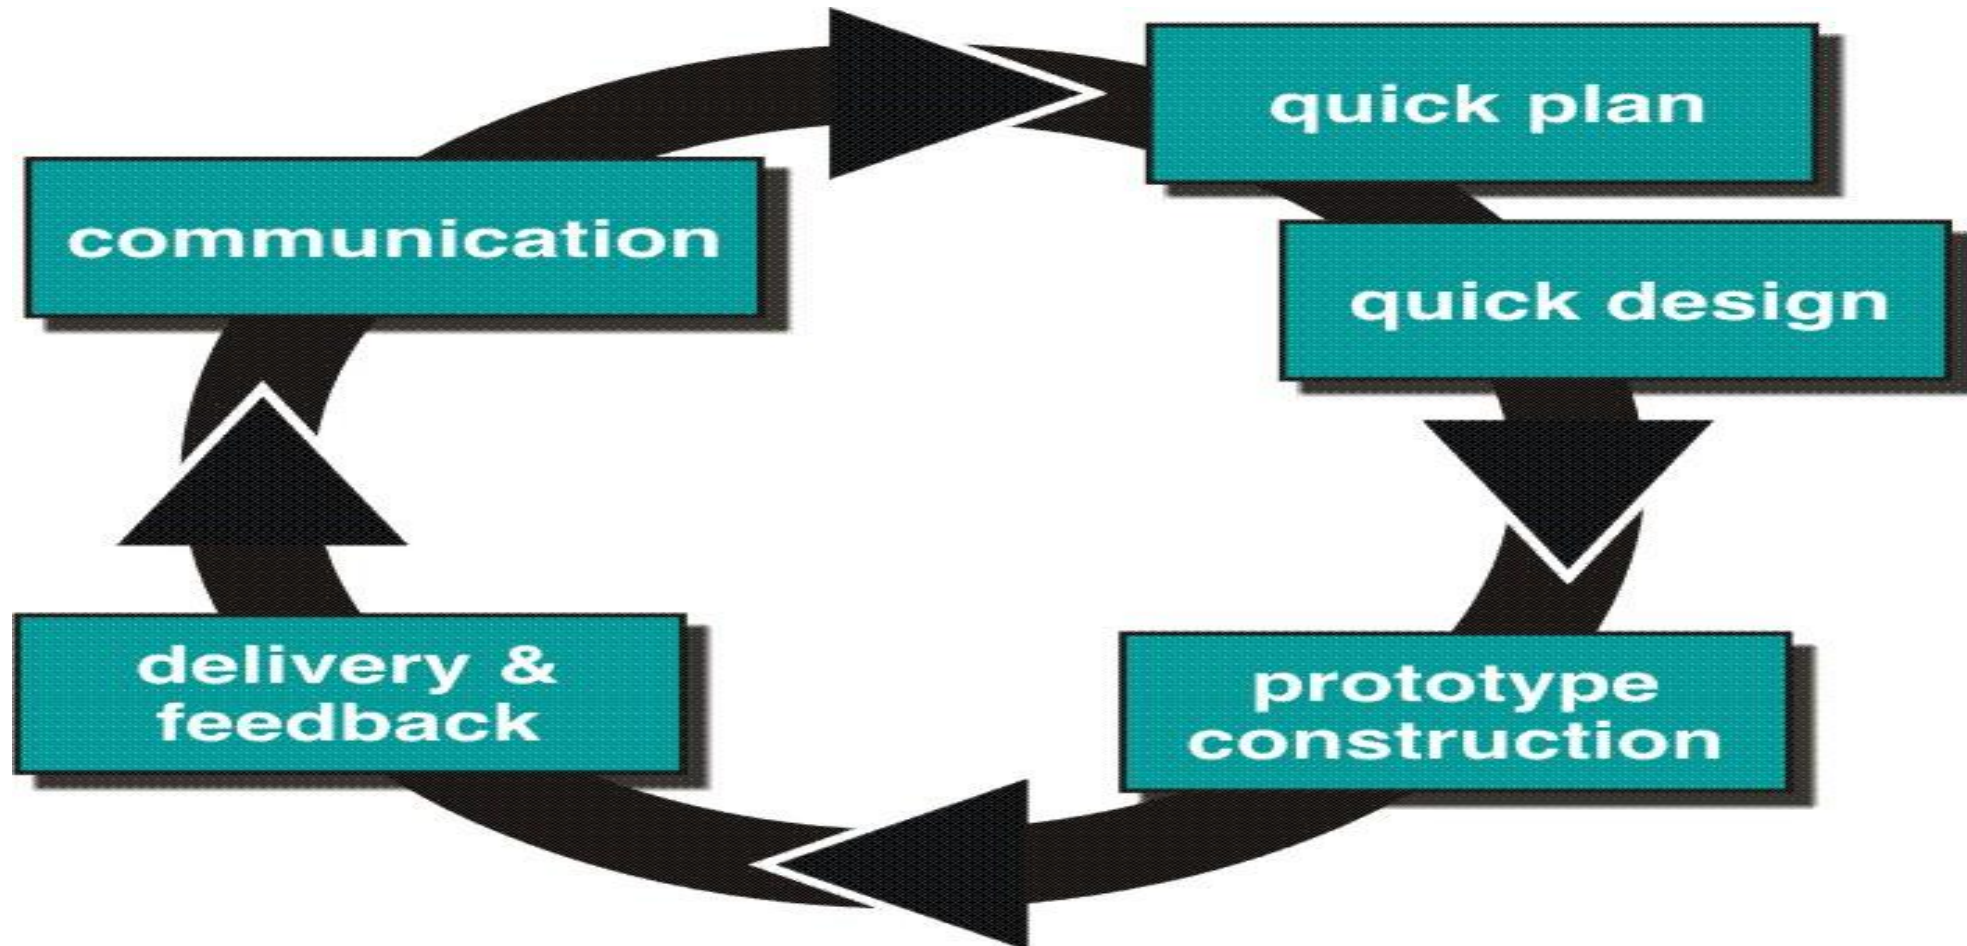 communication
quick plan
quick design
prototype
construction
delivery &
feedback